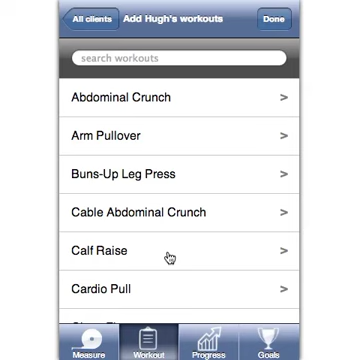 All clients
Add Hugh's workouts
Done
search workouts
Abdominal Crunch
>
Arm Pullover
>
Buns-Up Leg Press
>
Cable Abdominal Crunch
>
Calf Raise
>
Cardio Pull
>
Measure
Workout
Progress
Goals